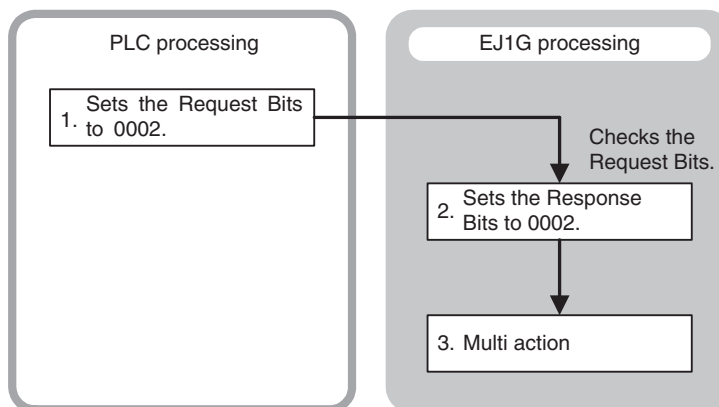 PLC processing
EJ1G processing
1. Sets the Request Bits
to 0002.
Checks the
Request Bits.
2. Sets the Response
Bits to 0002.
3. Multi action